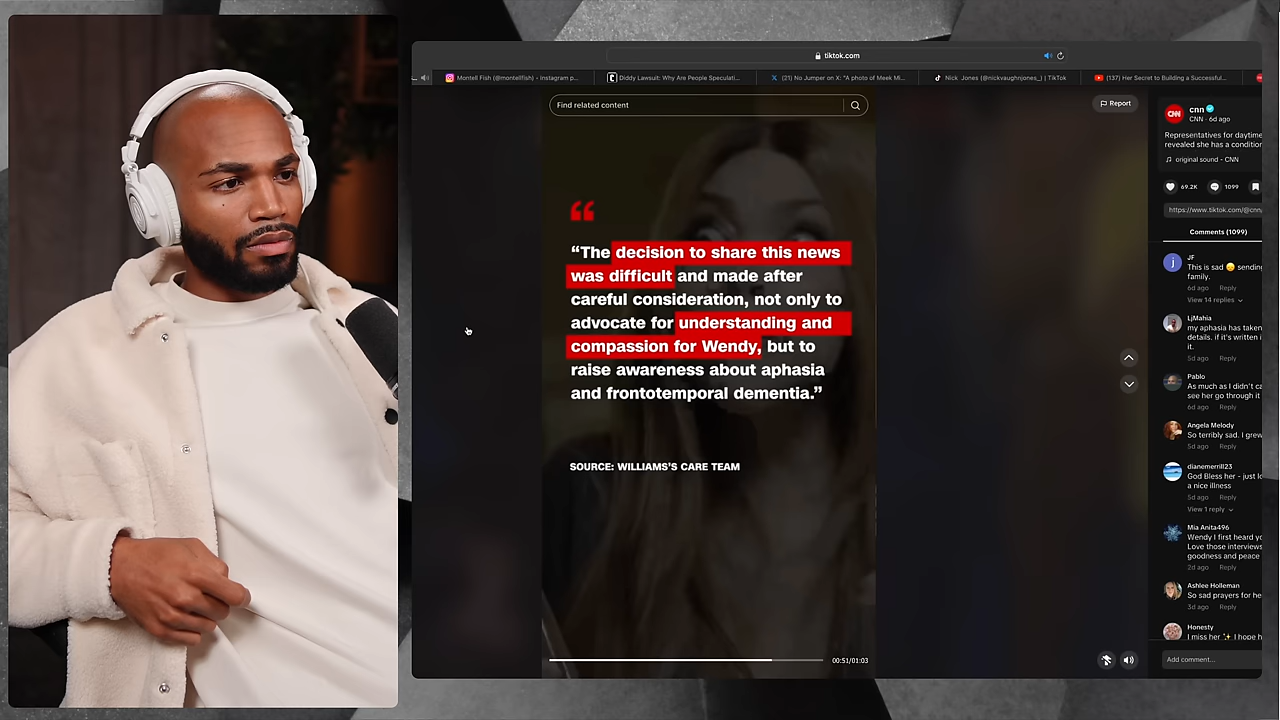 tiktok.com
Montell Fish (@montellfish) • Instagram p...
Diddy Lawsuit: Why Are People Speculati...
(21) No Jumper on X: "A photo of Meek Mi...
Nick Jones (@nickvaughnjones_) | TikTok
(137) Her Secret to Building a Successful...
Find related content
Report
“The decision to share this news
was difficult and made after
careful consideration, not only to
advocate for understanding and
compassion for Wendy, but to
raise awareness about aphasia
and frontotemporal dementia.”
SOURCE: WILLIAMS’S CARE TEAM
00:51/01:03
CNN
cnn
CNN · 6d ago
Representatives for daytime
revealed she has a condition
original sound - CNN
69.2K
1099
https://www.tiktok.com/@cnn/
Comments (1099)
j
JF
This is sad 😞 sending
family.
6d ago Reply
View 14 replies
LjMahia
my aphasia has taken
details. if it's written i
it.
5d ago Reply
Pablo
As much as I didn't ca
see her go through it
6d ago Reply
Angela Melody
So terribly sad. I grew
5d ago Reply
dianemerrill23
God Bless her - just lo
a nice illness
5d ago Reply
View 1 reply
Mia Anita496
Wendy I first heard yo
Love those interviews
goodness and peace
2d ago Reply
Ashlee Holleman
So sad prayers for he
3d ago Reply
Honesty
I miss her ✨ I hope h
Add comment...